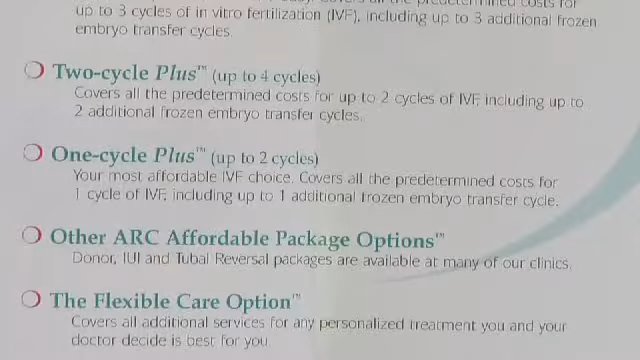 up to 3 cycles of in vitro fertilization (IVF), including up to 3 additional frozen
embryo transfer cycles.
Two-cycle Plus™ (up to 4 cycles)
Covers all the predetermined costs for up to 2 cycles of IVF, including up to
2 additional frozen embryo transfer cycles.
One-cycle Plus™ (up to 2 cycles)
Your most affordable IVF choice. Covers all the predetermined costs for
1 cycle of IVF, including up to 1 additional frozen embryo transfer cycle.
Other ARC Affordable Package Options™
Donor, IUI and Tubal Reversal packages are available at many of our clinics.
The Flexible Care Option™
Covers all additional services for any personalized treatment you and your
doctor decide is best for you.